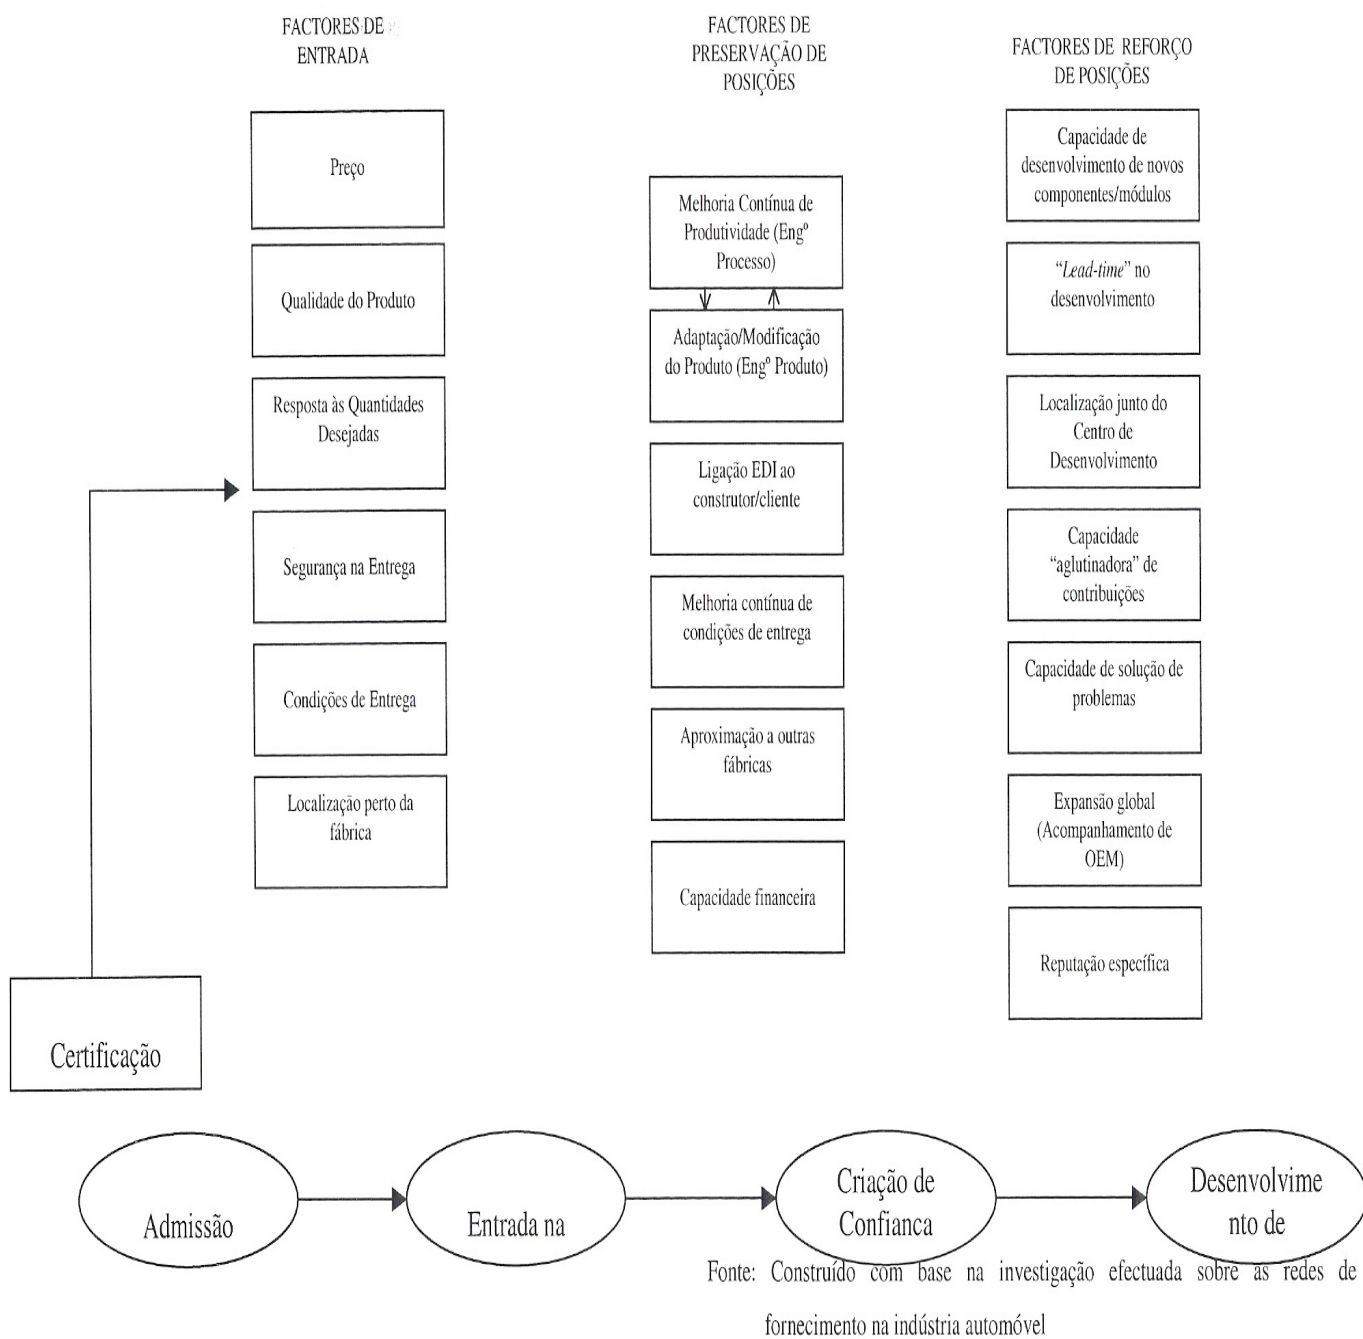 FACTORES DE
ENTRADA
Preço
Qualidade do Produto
Resposta às Quantidades
Desejadas
Segurança na Entrega
Condições de Entrega
Localização perto da
fábrica
FACTORES DE
PRESERVAÇÃO DE
POSIÇÕES
Melhoria Contínua de
Produtividade (Engº
Processo)
Adaptação/Modificação
do Produto (Engº Produto)
Ligação EDI ao
construtor/cliente
Melhoria contínua de
condições de entrega
Aproximação a outras
fábricas
Capacidade financeira
FACTORES DE REFORÇO
DE POSIÇÕES
Capacidade de
desenvolvimento de novos
componentes/módulos
“Lead-time” no
desenvolvimento
Localização junto do
Centro de
Desenvolvimento
Capacidade
“aglutinadora” de
contribuições
Capacidade de solução de
problemas
Expansão global
(Acompanhamento de
OEM)
Reputação específica
Certificação
Admissão
Entrada na
Criação de
Confianca
Desenvolvime
nto de
Fonte: Construído com base na investigação efectuada sobre as redes de
fornecimento na indústria automóvel